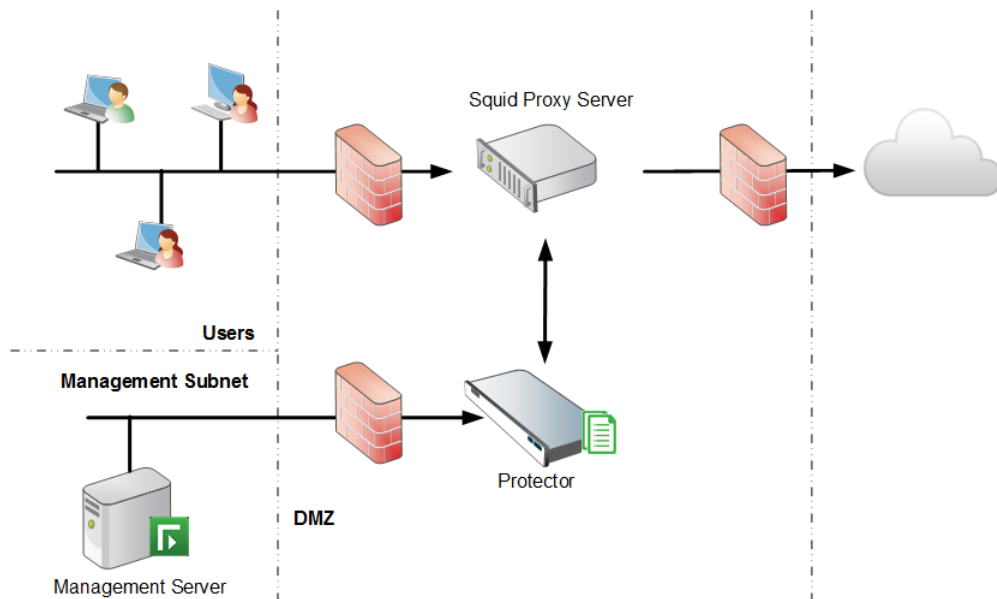 Squid Proxy Server
Users
Management Subnet
Protector
DMZ
Management Server